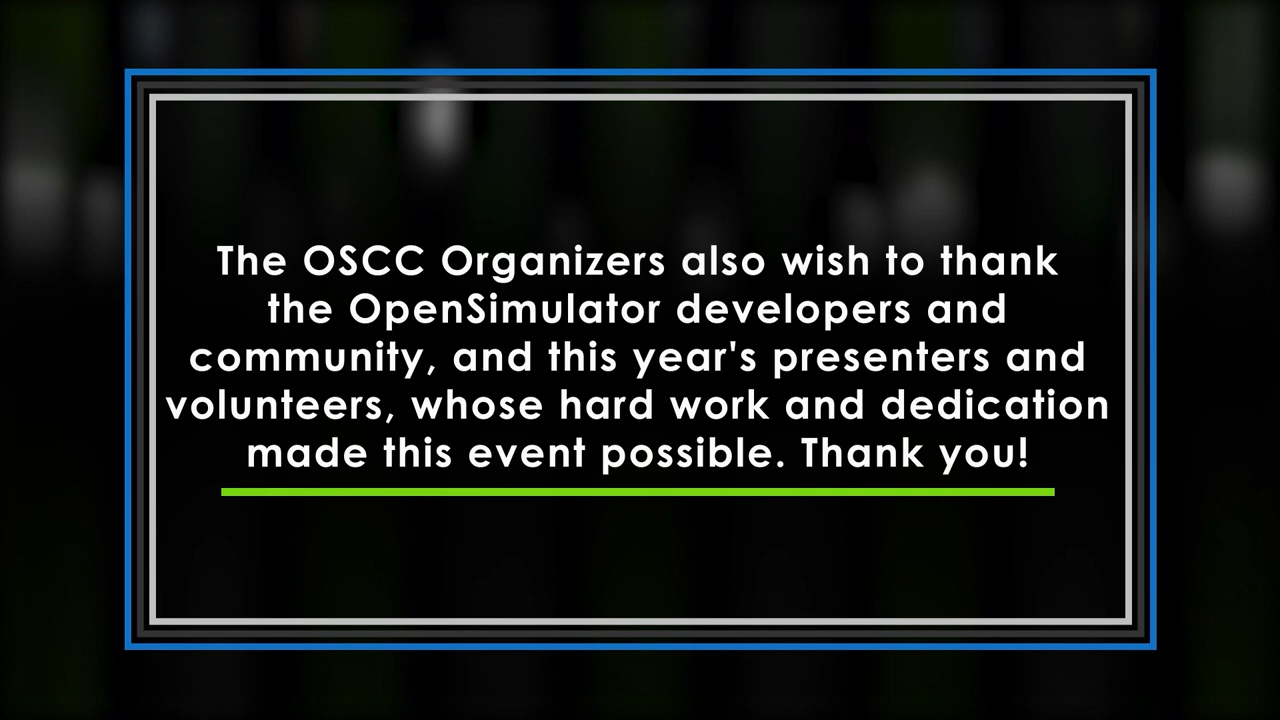 The OSCC Organizers also wish to thank
the OpenSimulator developers and
community, and this year's presenters and
volunteers, whose hard work and dedication
made this event possible. Thank you!